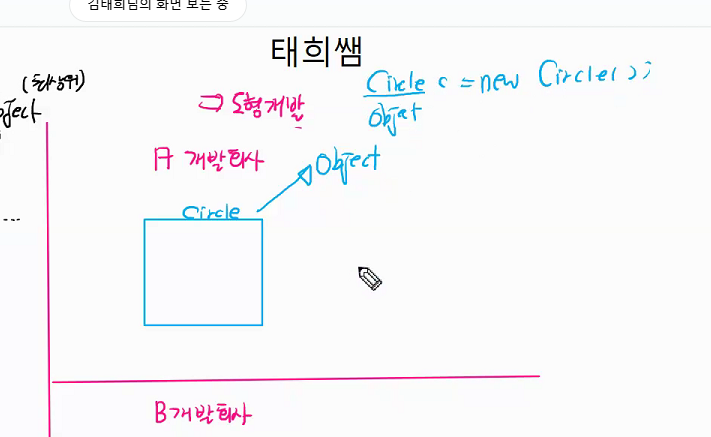 김태희님의 화면 보는 중
태희쌤
(최상위)
Object
⇒ 도형개발
Circle c = new Circle();
Object
A 개발회사
Object
Circle
...
B개발회사